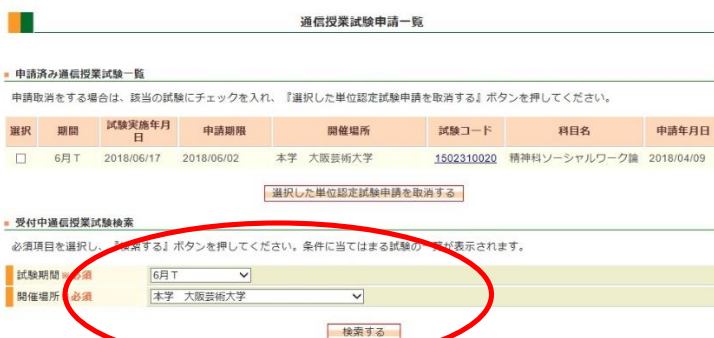 通信授業試験申請一覧
申請済み通信授業試験一覧
申請取消をする場合は、該当の試験にチェックを入れ、『選択した単位認定試験申請を取消する』ボタンを押してください。
選択 期間 試験実施年月日 申請期限 開催場所 試験コード 科目名 申請年月日
6月T 2018/06/17 2018/06/02 本学 大阪芸術大学 1502310020 精神科ソーシャルワーク論 2018/04/09
選択した単位認定試験申請を取消する
受付中通信授業試験検索
必須項目を選択し、『検索する』ボタンを押してください。条件に当てはまる試験の一覧が表示されます。
試験期間 ※必須 6月T
開催場所 ※必須 本学 大阪芸術大学
検索する